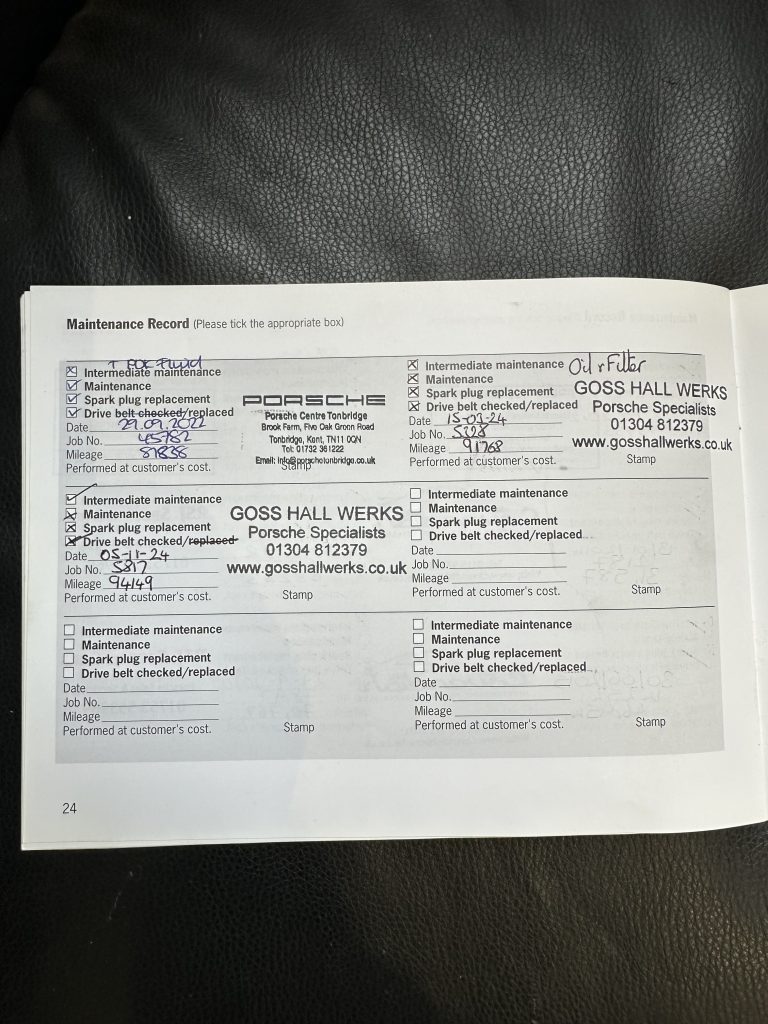 Maintenance Record (Please tick the appropriate box)
+ PDK Fluid
Intermediate maintenance
Maintenance
Spark plug replacement
Drive belt checked/replaced
Date 29.09.2022
Job No. 45782
Mileage 81838
Performed at customer's cost.
PORSCHE
Porsche Centre Tonbridge
Brook Farm, Five Oak Green Road
Tonbridge, Kent, TN11 0QN
Tel: 01732 361222
Email: info@porschetonbridge.co.uk
Stamp
Intermediate maintenance Oil + Filter
Maintenance
Spark plug replacement
Drive belt checked/replaced
Date 15-03-24
Job No. 5328
Mileage 91768
Performed at customer's cost.
GOSS HALL WERKS
Porsche Specialists
01304 812379
www.gosshallwerks.co.uk
Stamp
Intermediate maintenance
Maintenance
Spark plug replacement
Drive belt checked/replaced
Date 05-11-24
Job No. 5817
Mileage 94149
Performed at customer's cost.
GOSS HALL WERKS
Porsche Specialists
01304 812379
www.gosshallwerks.co.uk
Stamp
Intermediate maintenance
Maintenance
Spark plug replacement
Drive belt checked/replaced
Date
Job No.
Mileage
Performed at customer's cost.
Stamp
Intermediate maintenance
Maintenance
Spark plug replacement
Drive belt checked/replaced
Date
Job No.
Mileage
Performed at customer's cost.
Stamp
Intermediate maintenance
Maintenance
Spark plug replacement
Drive belt checked/replaced
Date
Job No.
Mileage
Performed at customer's cost.
Stamp
24